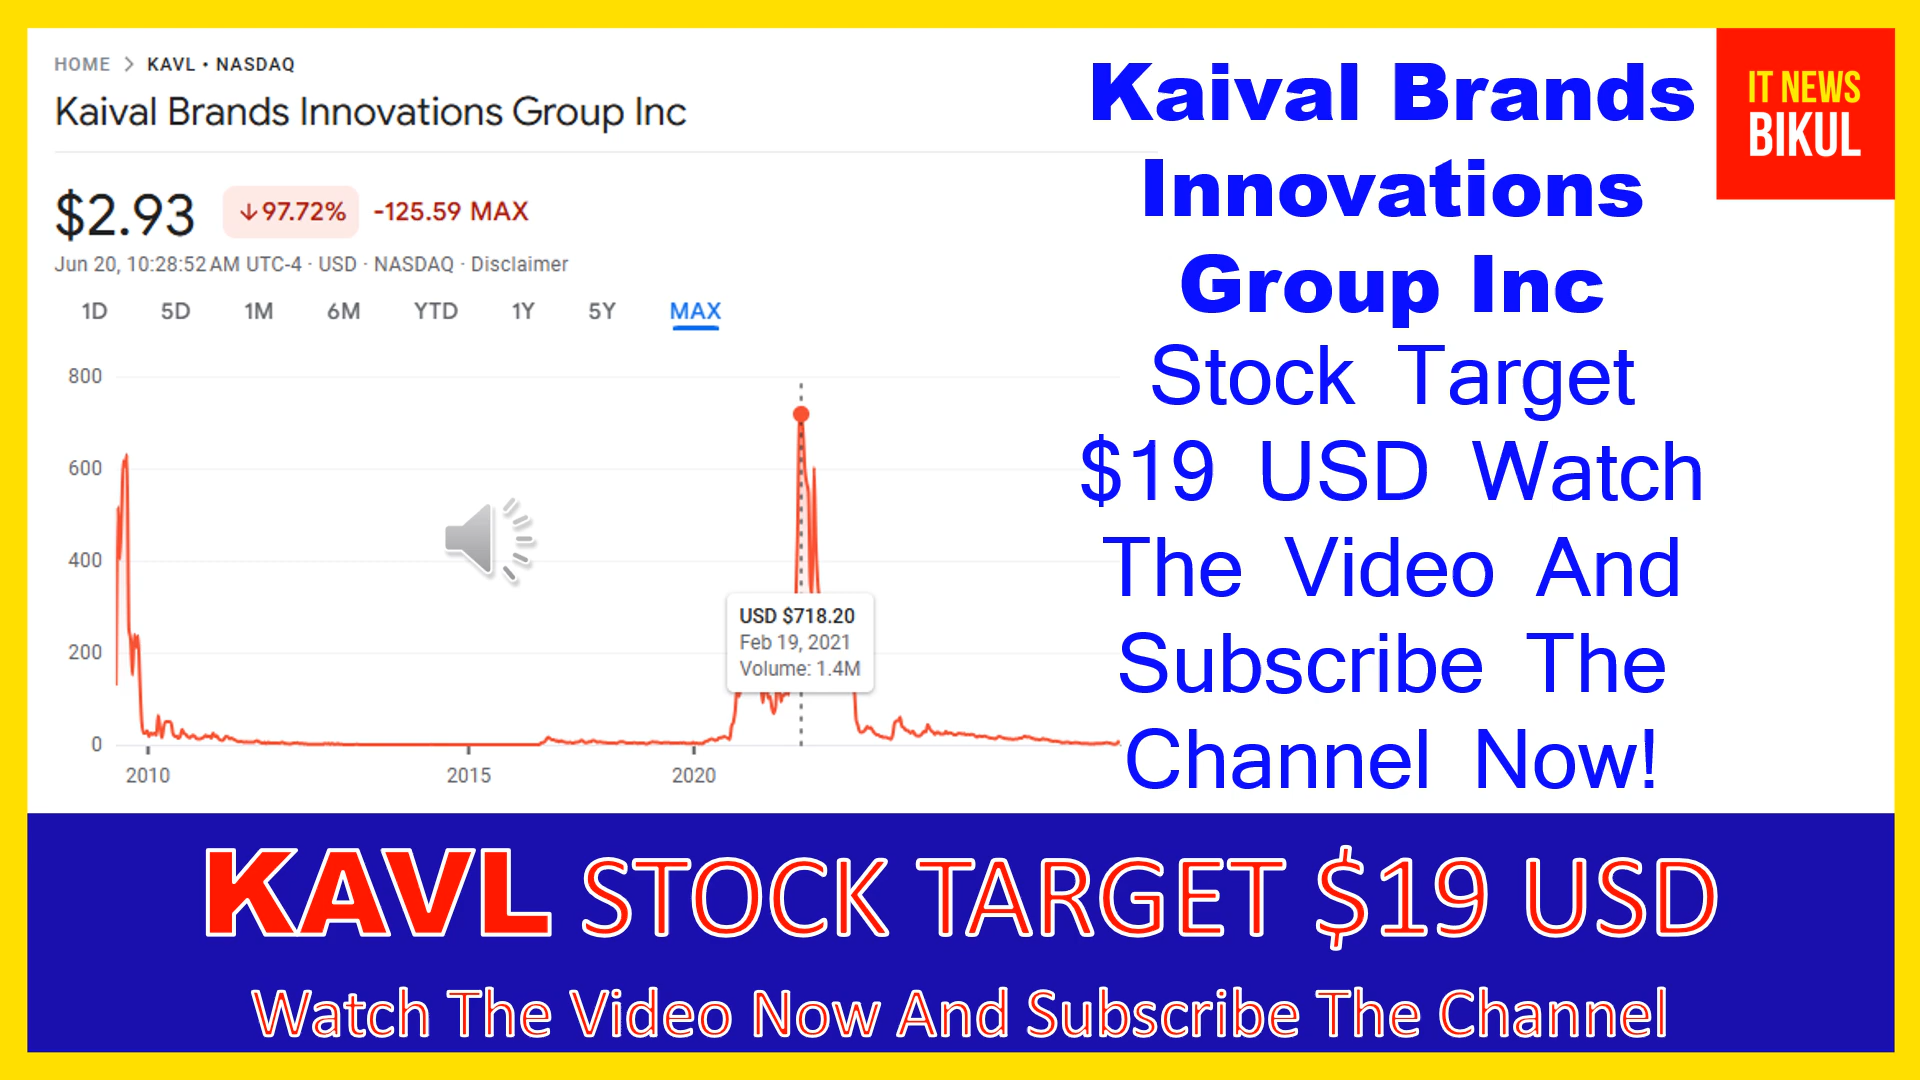 HOME > KAVL • NASDAQ
Kaival Brands Innovations Group Inc
$2.93 ↓97.72% -125.59 MAX
Jun 20, 10:28:52 AM UTC-4 · USD · NASDAQ · Disclaimer
1D 5D 1M 6M YTD 1Y 5Y MAX
800
600
400
200
0
2010 2015 2020
USD $718.20
Feb 19, 2021
Volume: 1.4M
Kaival Brands
Innovations
Group Inc
Stock Target
$19 USD Watch
The Video And
Subscribe The
Channel Now!
IT NEWS
BIKUL
KAVL STOCK TARGET $19 USD
Watch The Video Now And Subscribe The Channel